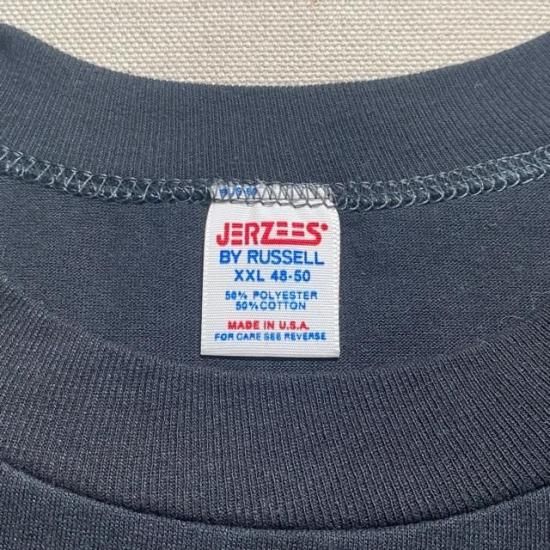 JERZEES
BY RUSSELL
XXL 48-50
50% POLYESTER
50% COTTON
MADE IN U.S.A.
FOR CARE SEE REVERSE